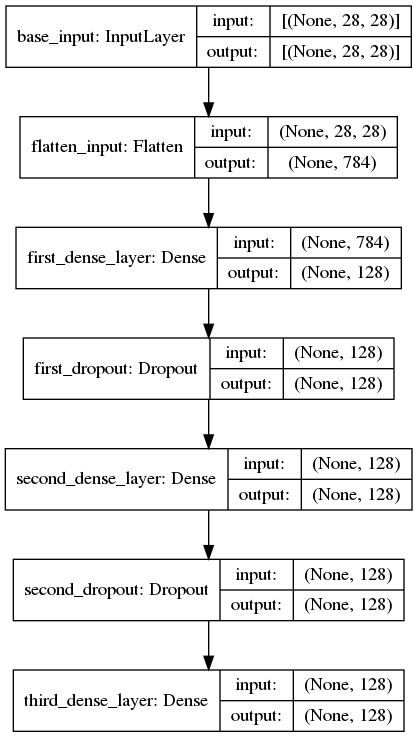 base_input: InputLayer
input: [(None, 28, 28)]
output: [(None, 28, 28)]
flatten_input: Flatten
input: (None, 28, 28)
output: (None, 784)
first_dense_layer: Dense
input: (None, 784)
output: (None, 128)
first_dropout: Dropout
input: (None, 128)
output: (None, 128)
second_dense_layer: Dense
input: (None, 128)
output: (None, 128)
second_dropout: Dropout
input: (None, 128)
output: (None, 128)
third_dense_layer: Dense
input: (None, 128)
output: (None, 128)